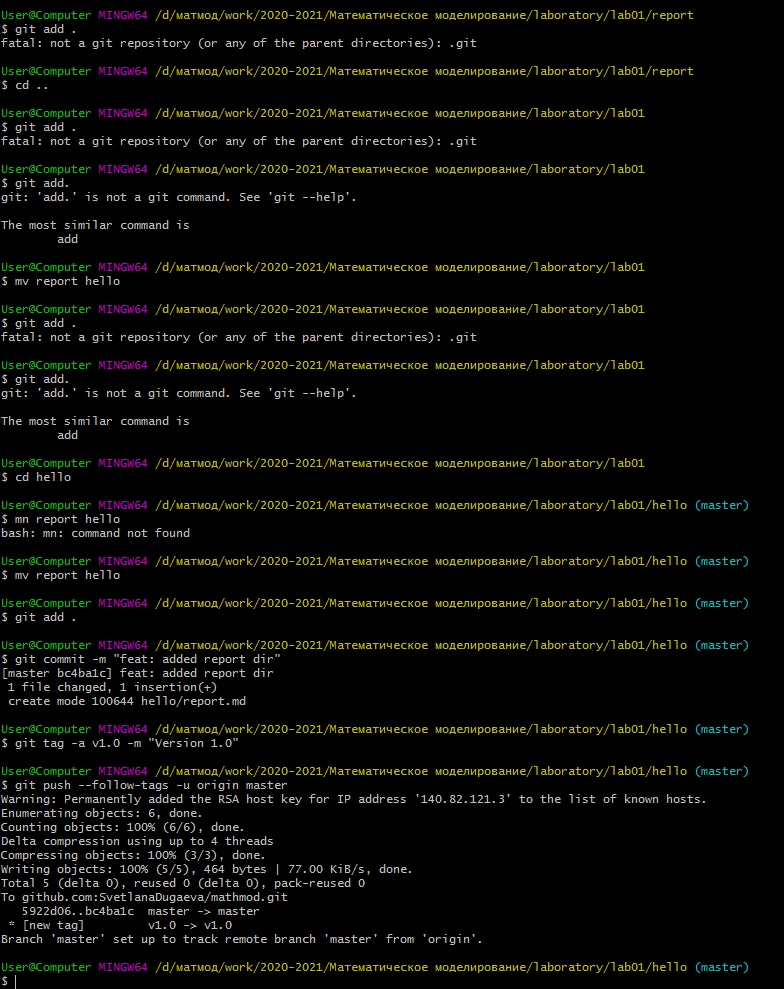 User@Computer MINGW64 /d/матмод/work/2020-2021/Математическое моделирование/laboratory/lab01/report
$ git add .
fatal: not a git repository (or any of the parent directories): .git
User@Computer MINGW64 /d/матмод/work/2020-2021/Математическое моделирование/laboratory/lab01/report
$ cd ..
User@Computer MINGW64 /d/матмод/work/2020-2021/Математическое моделирование/laboratory/lab01
$ git add .
fatal: not a git repository (or any of the parent directories): .git
User@Computer MINGW64 /d/матмод/work/2020-2021/Математическое моделирование/laboratory/lab01
$ git add.
git: 'add.' is not a git command. See 'git --help'.
The most similar command is
        add
User@Computer MINGW64 /d/матмод/work/2020-2021/Математическое моделирование/laboratory/lab01
$ mv report hello
User@Computer MINGW64 /d/матмод/work/2020-2021/Математическое моделирование/laboratory/lab01
$ git add .
fatal: not a git repository (or any of the parent directories): .git
User@Computer MINGW64 /d/матмод/work/2020-2021/Математическое моделирование/laboratory/lab01
$ git add.
git: 'add.' is not a git command. See 'git --help'.
The most similar command is
        add
User@Computer MINGW64 /d/матмод/work/2020-2021/Математическое моделирование/laboratory/lab01
$ cd hello
User@Computer MINGW64 /d/матмод/work/2020-2021/Математическое моделирование/laboratory/lab01/hello (master)
$ mn report hello
bash: mn: command not found
User@Computer MINGW64 /d/матмод/work/2020-2021/Математическое моделирование/laboratory/lab01/hello (master)
$ mv report hello
User@Computer MINGW64 /d/матмод/work/2020-2021/Математическое моделирование/laboratory/lab01/hello (master)
$ git add .
User@Computer MINGW64 /d/матмод/work/2020-2021/Математическое моделирование/laboratory/lab01/hello (master)
$ git commit -m "feat: added report dir"
[master bc4ba1c] feat: added report dir
 1 file changed, 1 insertion(+)
 create mode 100644 hello/report.md
User@Computer MINGW64 /d/матмод/work/2020-2021/Математическое моделирование/laboratory/lab01/hello (master)
$ git tag -a v1.0 -m "Version 1.0"
User@Computer MINGW64 /d/матмод/work/2020-2021/Математическое моделирование/laboratory/lab01/hello (master)
$ git push --follow-tags -u origin master
Warning: Permanently added the RSA host key for IP address '140.82.121.3' to the list of known hosts.
Enumerating objects: 6, done.
Counting objects: 100% (6/6), done.
Delta compression using up to 4 threads
Compressing objects: 100% (3/3), done.
Writing objects: 100% (5/5), 464 bytes | 77.00 KiB/s, done.
Total 5 (delta 0), reused 0 (delta 0), pack-reused 0
To github.com:SvetlanaDugaeva/mathmod.git
   5922d06..bc4ba1c  master -> master
 * [new tag]         v1.0 -> v1.0
Branch 'master' set up to track remote branch 'master' from 'origin'.
User@Computer MINGW64 /d/матмод/work/2020-2021/Математическое моделирование/laboratory/lab01/hello (master)
$